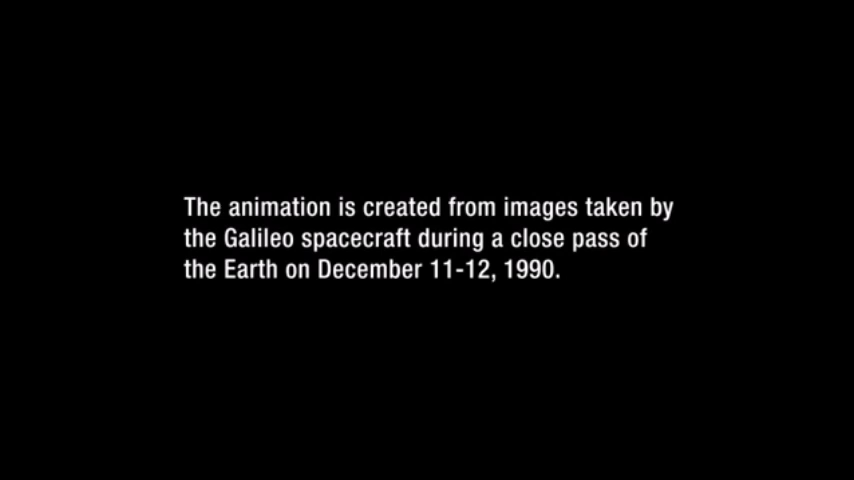 The animation is created from images taken by
the Galileo spacecraft during a close pass of
the Earth on December 11-12, 1990.